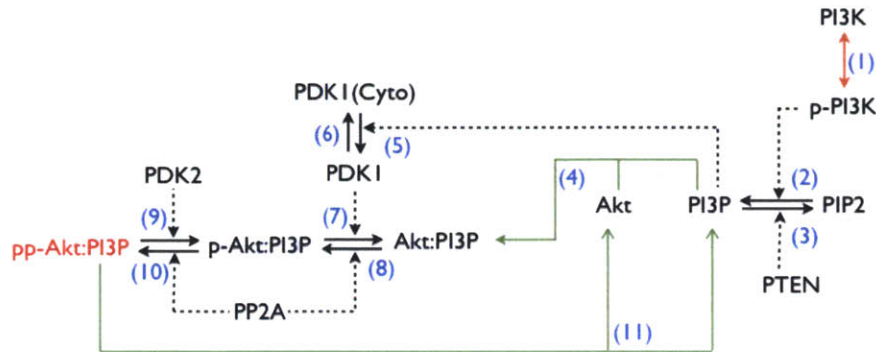 PI3K
(1)
PDK1(Cyto)
p-PI3K
(6)
(5)
PDK2
PDK1
(4)
(2)
Akt
PI3P
PIP2
(9)
(7)
pp-Akt:PI3P
p-Akt:PI3P
Akt:PI3P
(3)
(10)
(8)
PTEN
PP2A
(11)